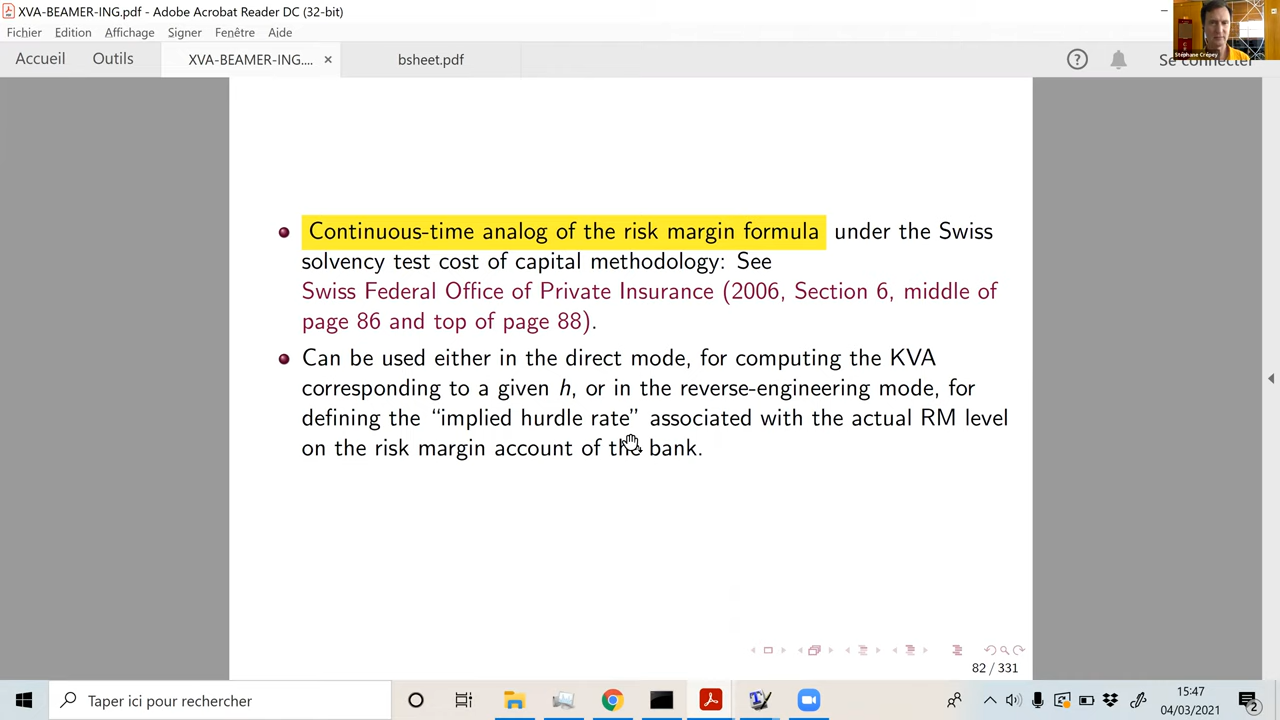 XVA-BEAMER-ING.pdf - Adobe Acrobat Reader DC (32-bit)
Fichier Edition Affichage Signer Fenêtre Aide
Accueil Outils XVA-BEAMER-ING.... × bsheet.pdf Se connecter
Stéphane Crépey
Continuous-time analog of the risk margin formula under the Swiss
solvency test cost of capital methodology: See
Swiss Federal Office of Private Insurance (2006, Section 6, middle of
page 86 and top of page 88).
Can be used either in the direct mode, for computing the KVA
corresponding to a given h, or in the reverse-engineering mode, for
defining the “implied hurdle rate” associated with the actual RM level
on the risk margin account of the bank.
82 / 331
Taper ici pour rechercher
15:47
04/03/2021
2